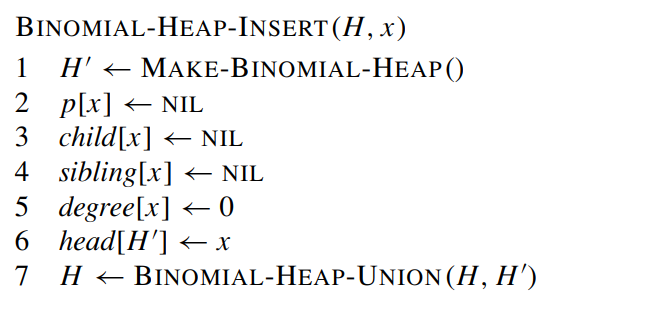 BINOMIAL-HEAP-INSERT(H, x)
1 H′ ← MAKE-BINOMIAL-HEAP()
2 p[x] ← NIL
3 child[x] ← NIL
4 sibling[x] ← NIL
5 degree[x] ← 0
6 head[H′] ← x
7 H ← BINOMIAL-HEAP-UNION(H, H′)